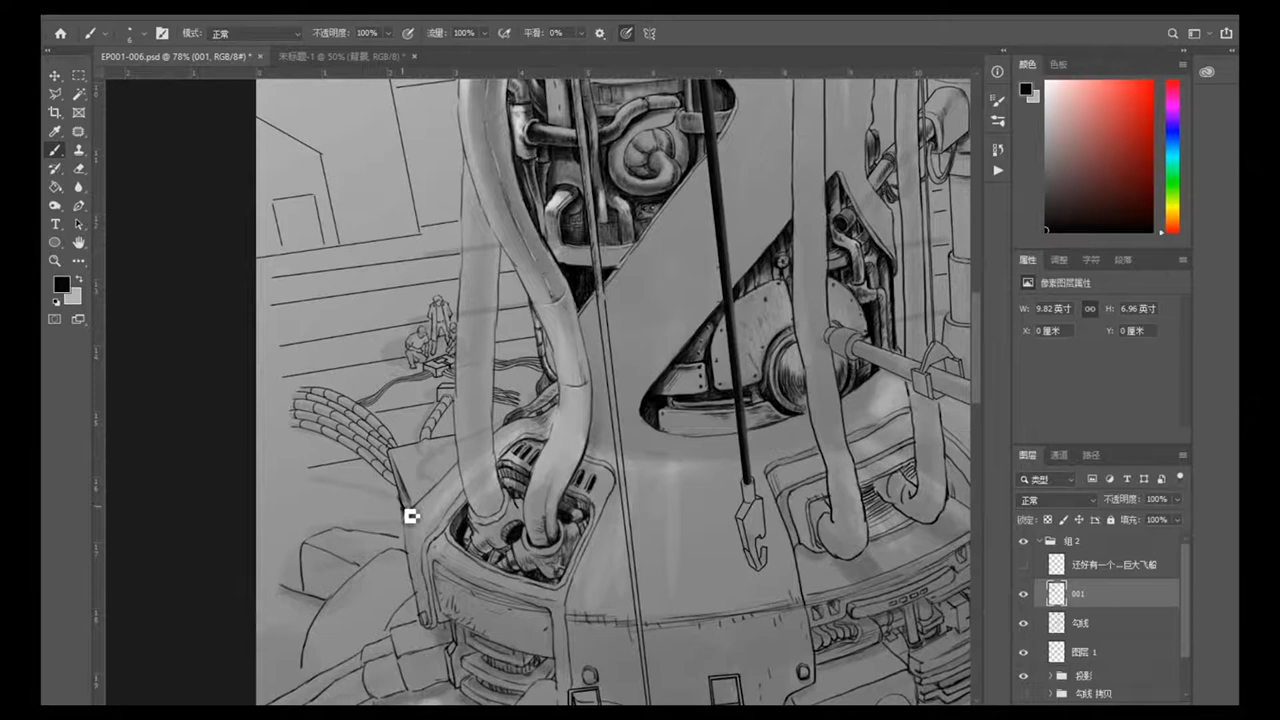 6 模式: 正常 不透明度: 100% 流量: 100% 平滑: 0%
EP001-006.psd @ 78% (001, RGB/8#) * × 未标题-1 @ 50% (背景, RGB/8) * ×
颜色 色板
属性 调整 字符 段落
像素图层属性
W: 9.82 英寸 H: 6.96 英寸
X: 0 厘米 Y: 0 厘米
图层 通道 路径
类型
正常 不透明度: 100%
锁定: 填充: 100%
组 2
还好有一个...巨大飞船
001
勾线
图层 1
投影
勾线 拷贝